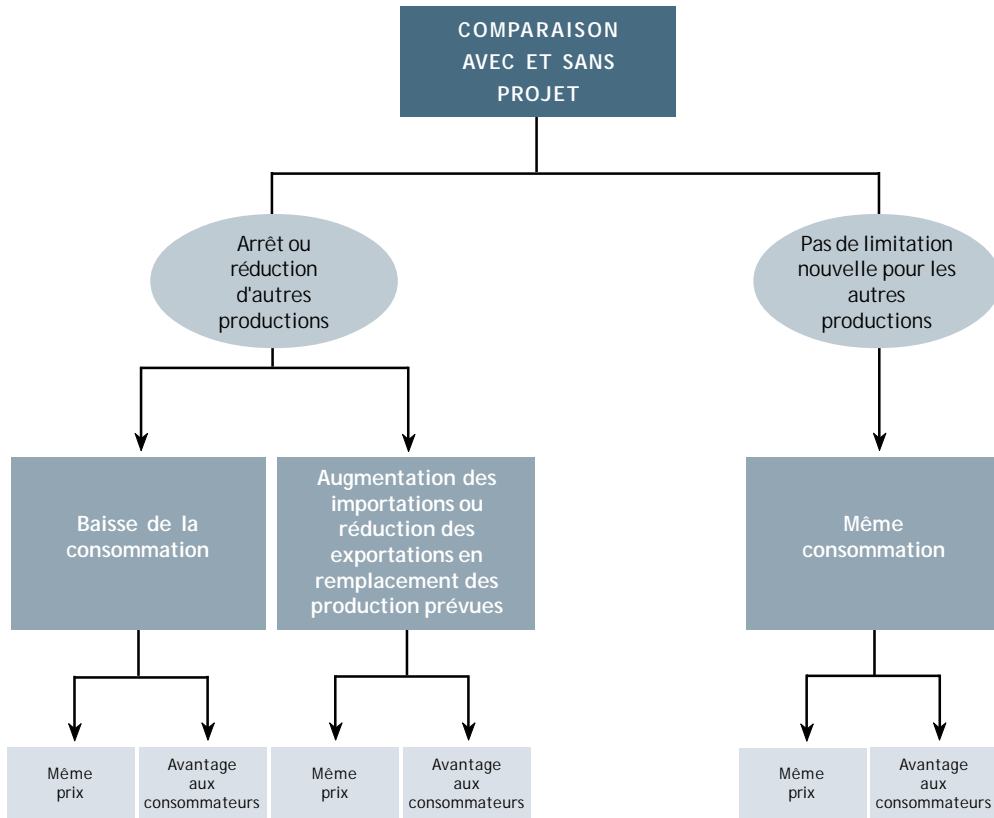 COMPARAISON
AVEC ET SANS
PROJET
Arrêt ou
réduction
d'autres
productions
Pas de limitation
nouvelle pour les
autres
productions
Baisse de la
consommation
Augmentation des
importations ou
réduction des
exportations en
remplacement des
production prévues
Même
consommation
Même
prix
Avantage
aux
consommateurs
Même
prix
Avantage
aux
consommateurs
Même
prix
Avantage
aux
consommateurs